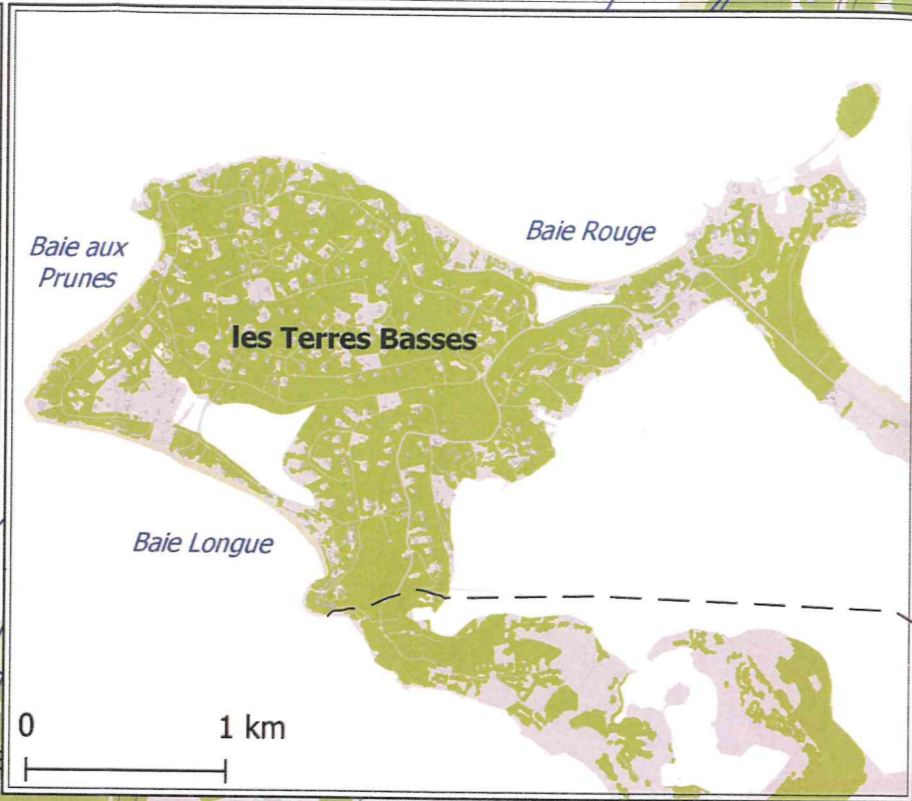 Baie Rouge
Baie aux
Prunes
les Terres Basses
Baie Longue
0 1 km